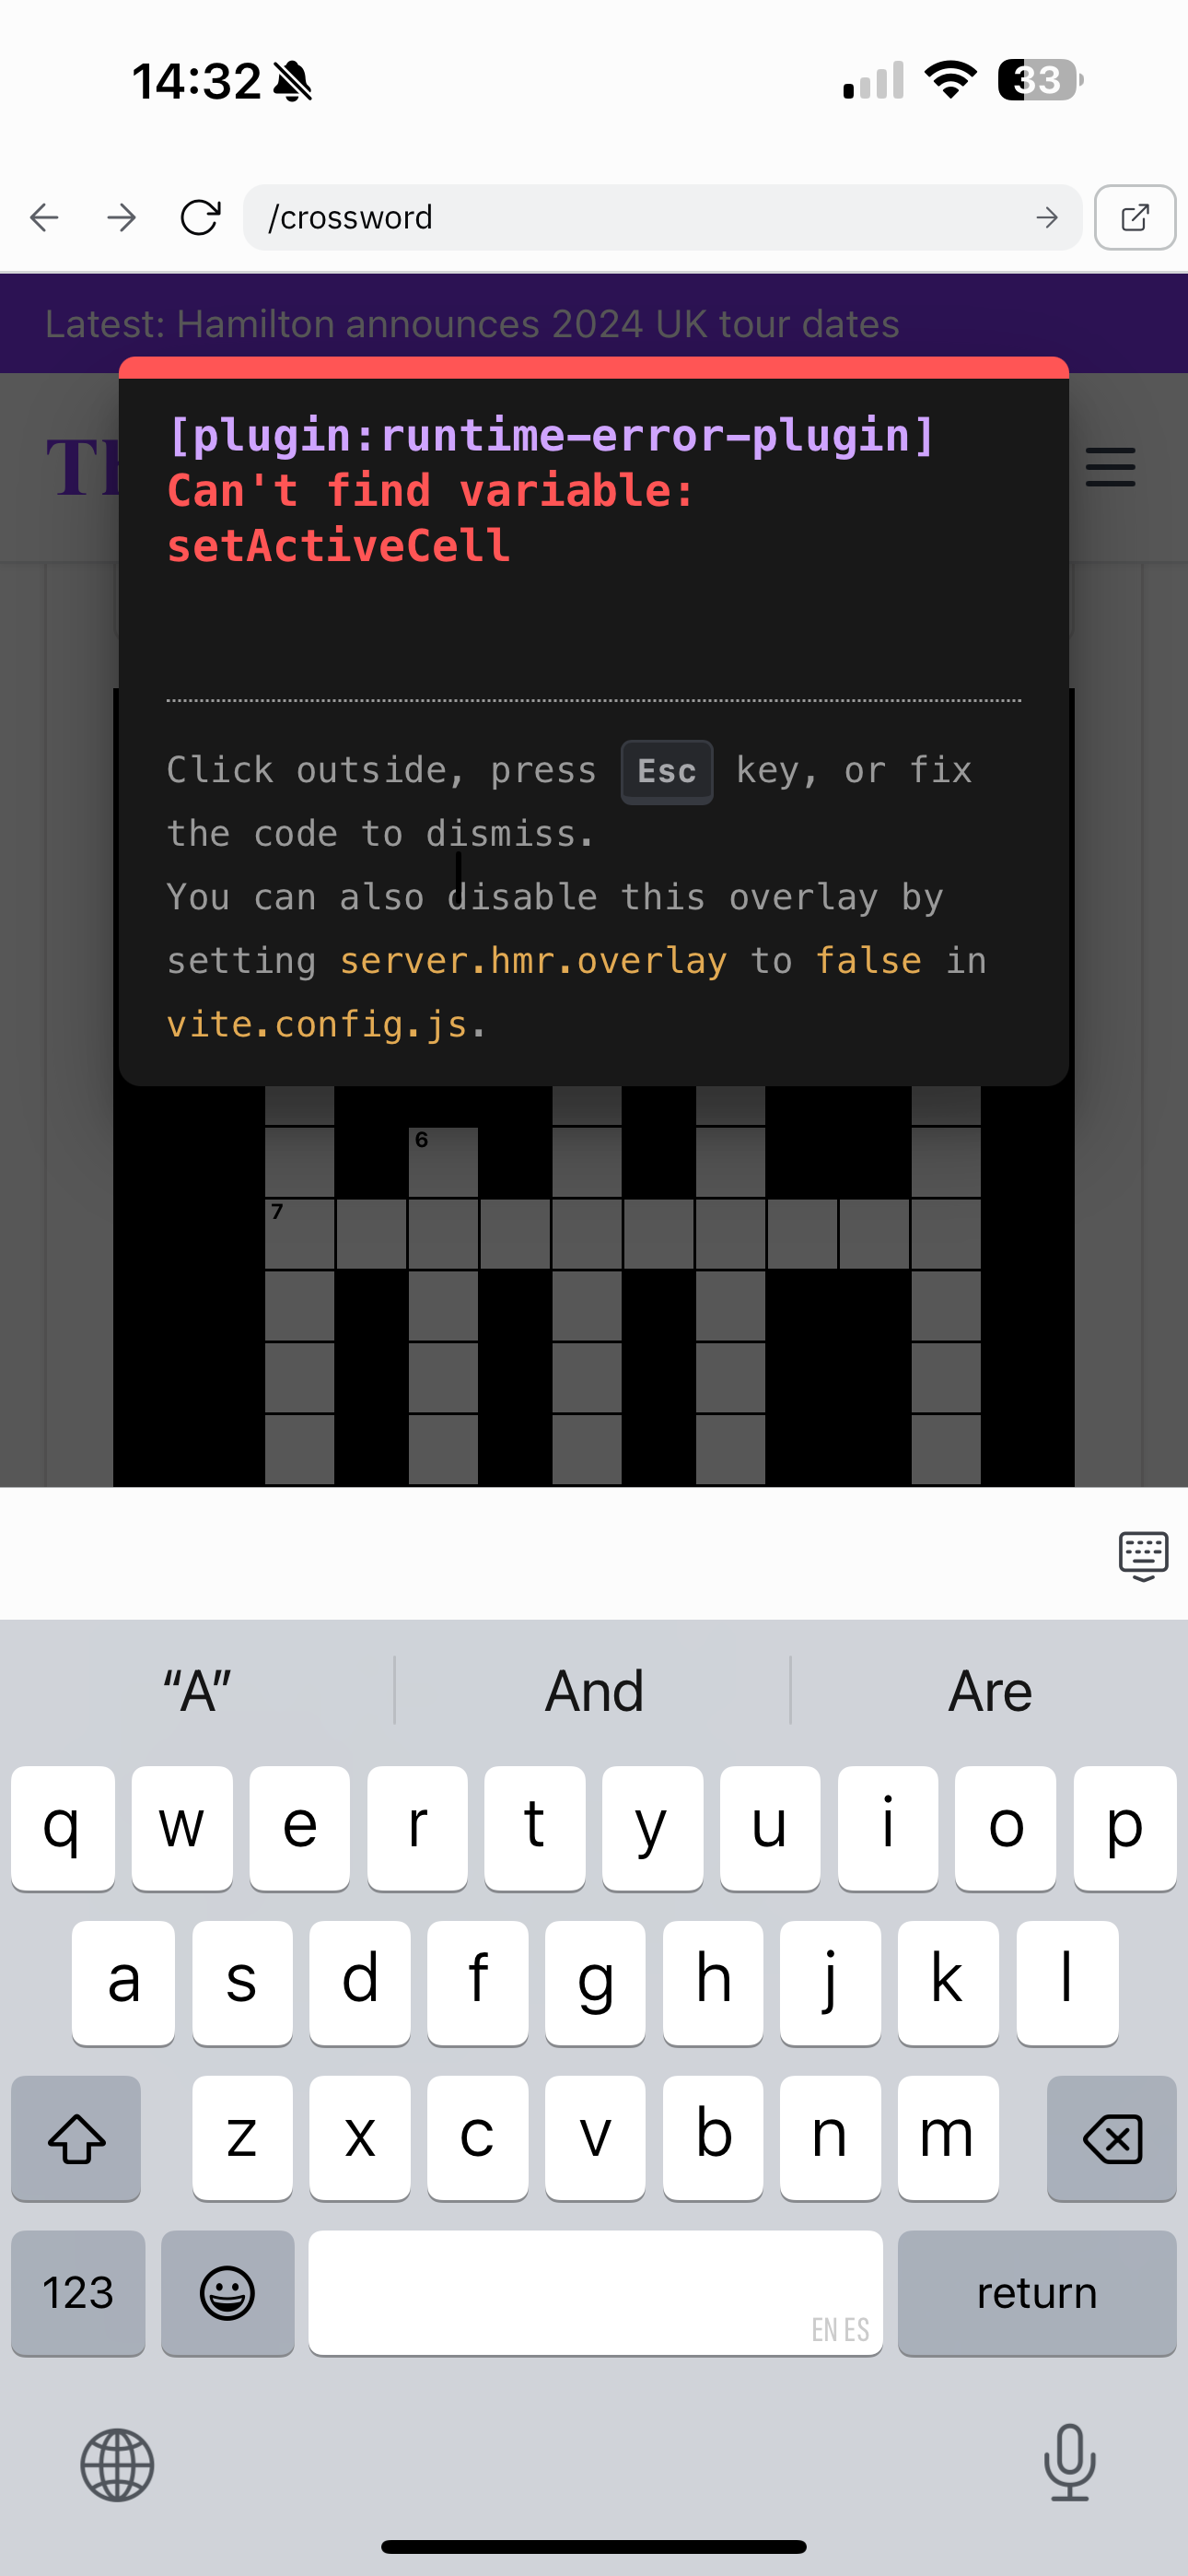 14:32
33
/crossword
Latest: Hamilton announces 2024 UK tour dates
[plugin:runtime-error-plugin]
Can't find variable:
setActiveCell
Click outside, press Esc key, or fix
the code to dismiss.
You can also disable this overlay by
setting server.hmr.overlay to false in
vite.config.js.
6
7
“A”
And
Are
q w e r t y u i o p
a s d f g h j k l
z x c v b n m
123
EN ES
return